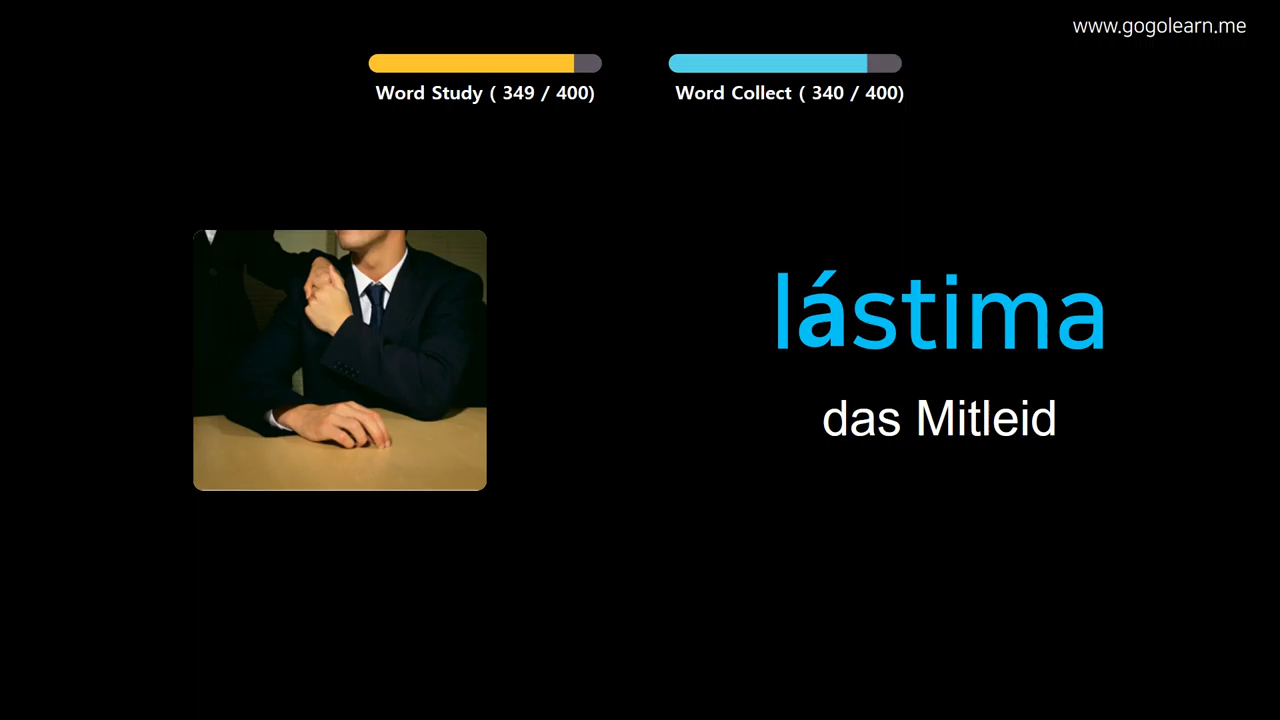 www.gogolearn.me
Word Study ( 349 / 400)
Word Collect ( 340 / 400)
lástima
das Mitleid